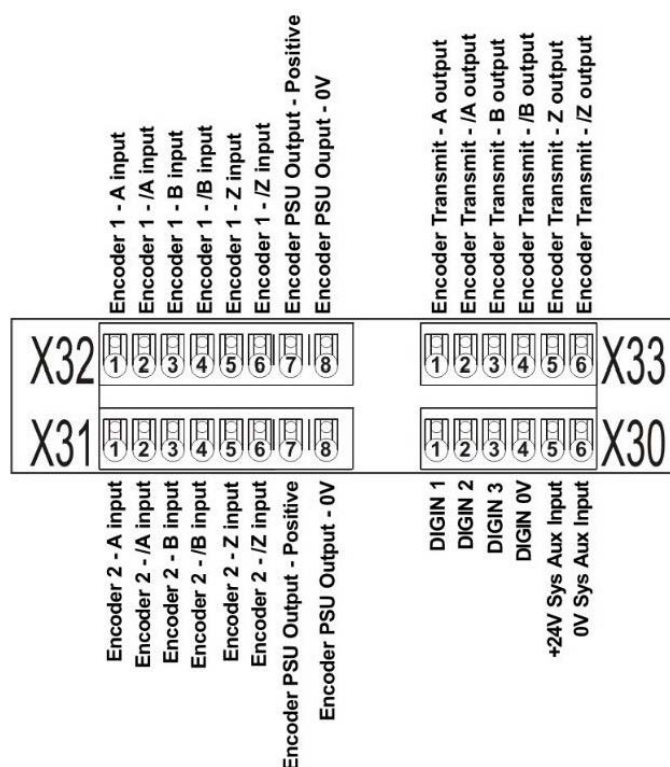 Encoder 1 - A input
Encoder 1 - /A input
Encoder 1 - B input
Encoder 1 - /B input
Encoder 1 - Z input
Encoder 1 - /Z input
Encoder PSU Output - Positive
Encoder PSU Ouput - 0V
Encoder Transmit - A output
Encoder Transmit - /A output
Encoder Transmit - B output
Encoder Transmit - /B output
Encoder Transmit - Z output
Encoder Transmit - /Z output
X32 1 2 3 4 5 6 7 8
1 2 3 4 5 6 X33
X31 1 2 3 4 5 6 7 8
1 2 3 4 5 6 X30
Encoder 2 - A input
Encoder 2 - /A input
Encoder 2 - B input
Encoder 2 - /B input
Encoder 2 - Z input
Encoder 2 - /Z input
Encoder PSU Output - Positive
Encoder PSU Output - 0V
DIGIN 1
DIGIN 2
DIGIN 3
DIGIN 0V
+24V Sys Aux Input
0V Sys Aux Input